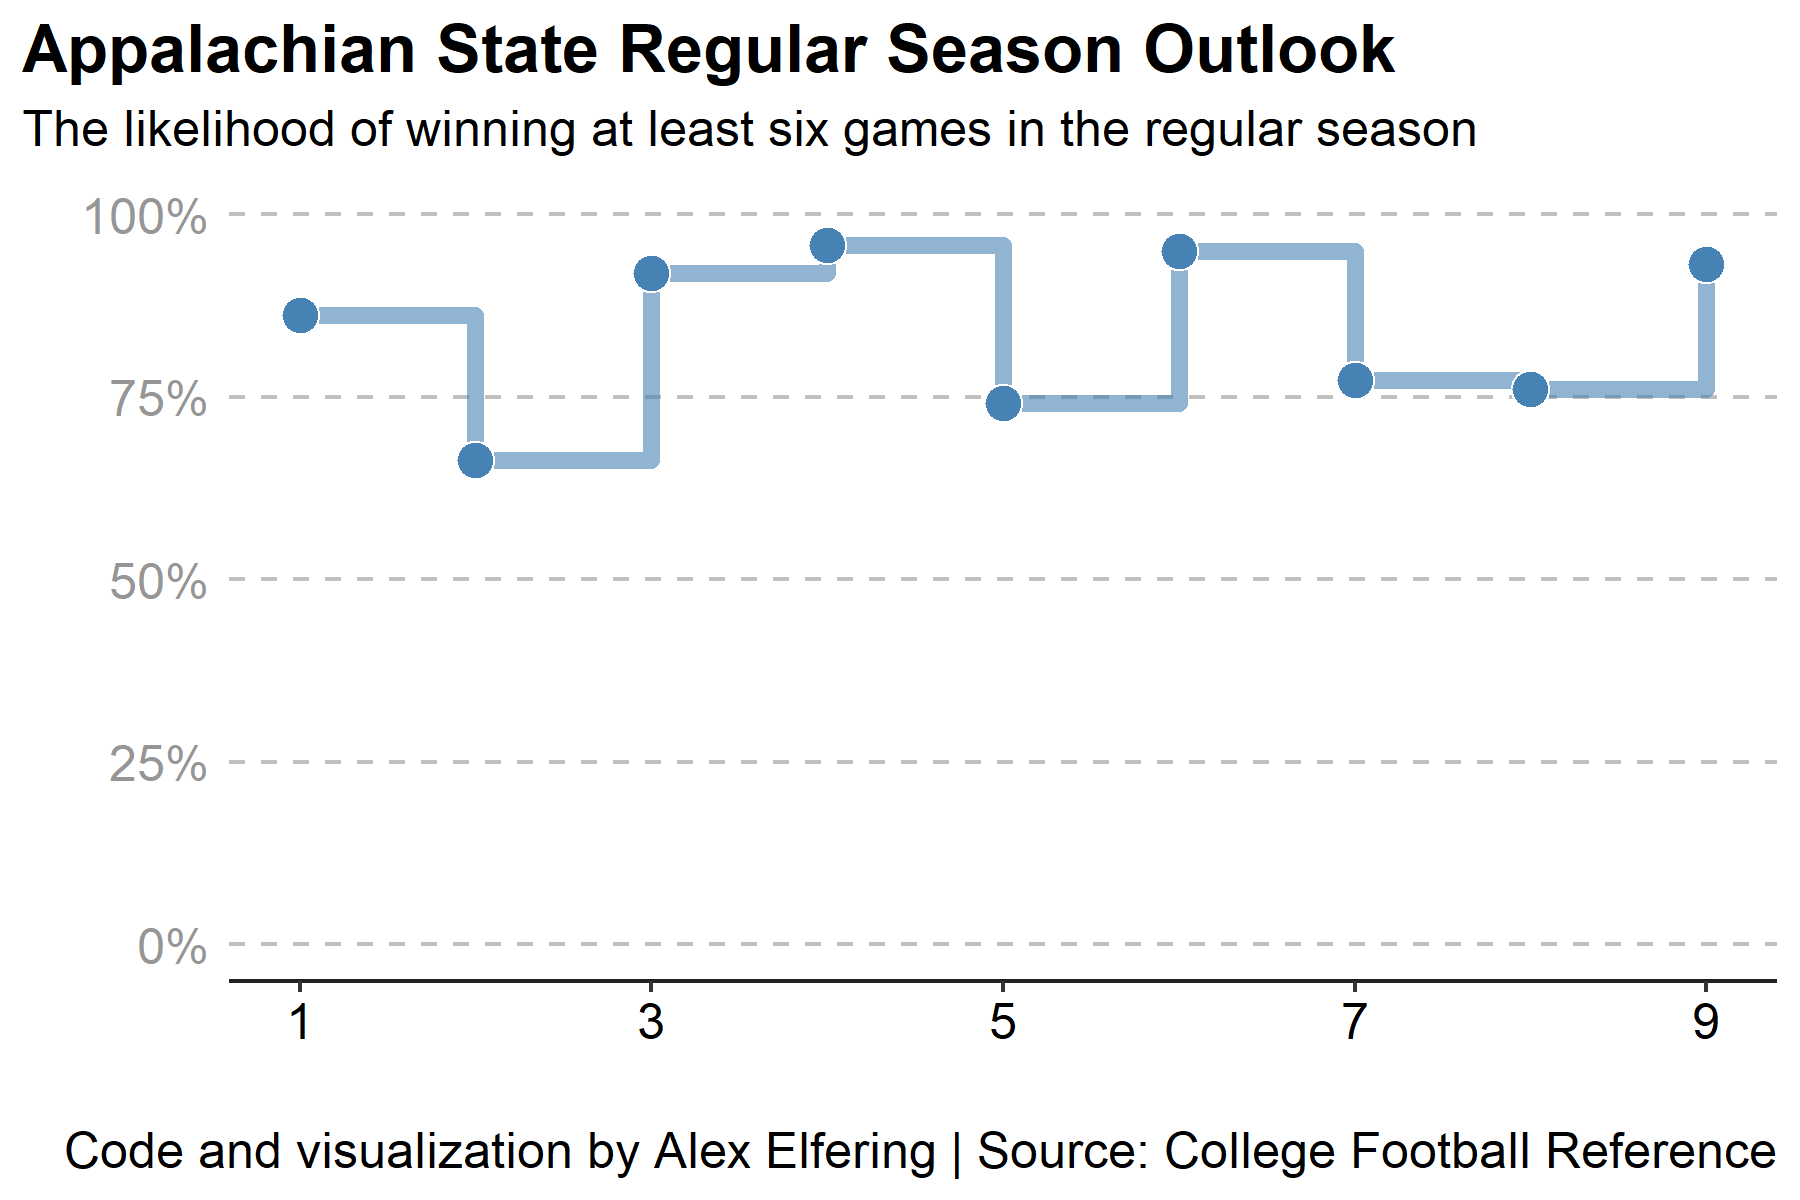 Appalachian State Regular Season Outlook
The likelihood of winning at least six games in the regular season
100%
75%
50%
25%
0%
1 3 5 7 9
Code and visualization by Alex Elfering | Source: College Football Reference